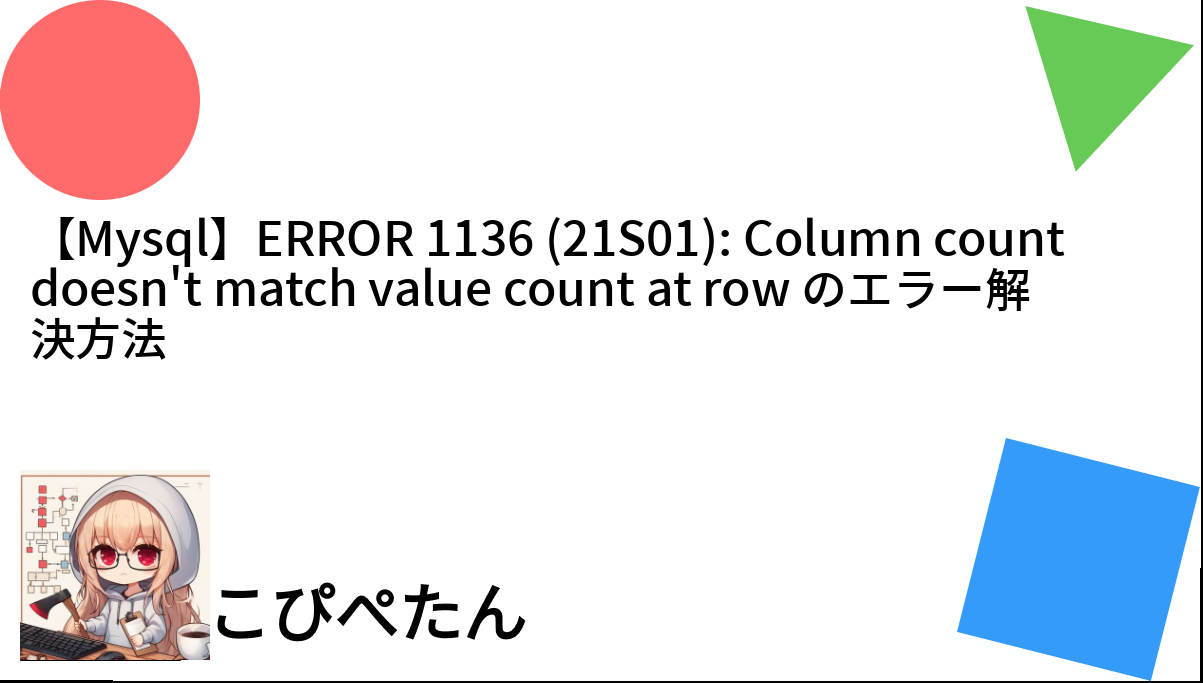 【Mysql】ERROR 1136 (21S01): Column count
doesn't match value count at row のエラー解
決方法
こぴぺたん